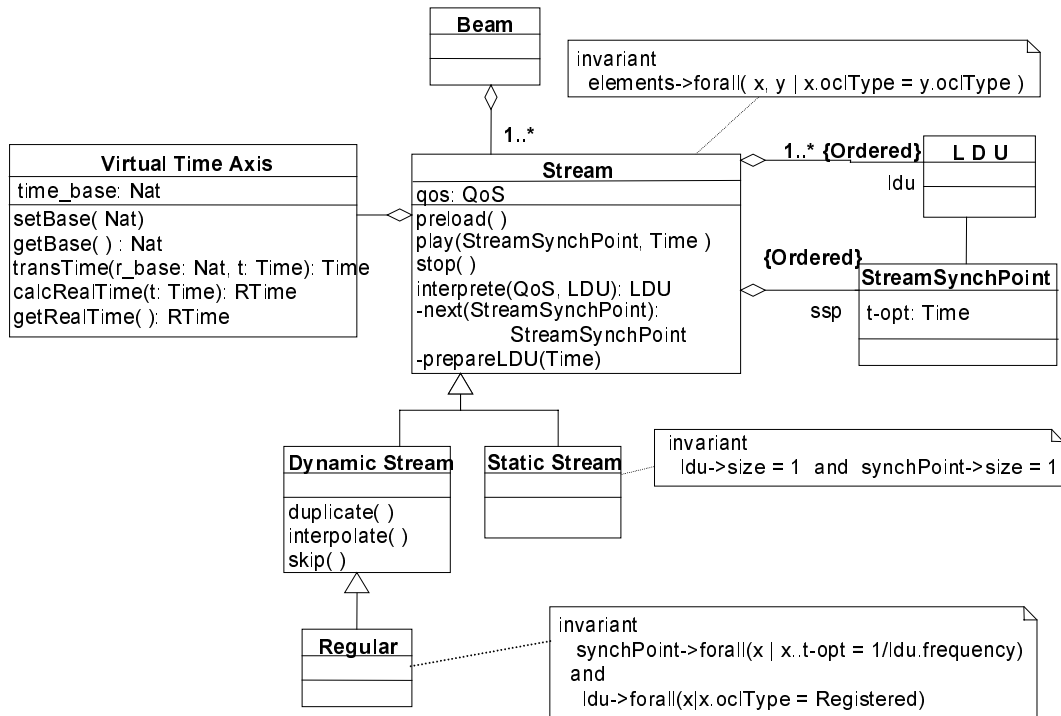 Beam
invariant
elements->forall( x, y | x.oclType = y.oclType )
1..*
Virtual Time Axis
time_base: Nat
setBase( Nat)
getBase( ) : Nat
transTime(r_base: Nat, t: Time): Time
calcRealTime(t: Time): RTime
getRealTime( ): RTime
Stream
qos: QoS
preload( )
play(StreamSynchPoint, Time )
stop( )
interprete(QoS, LDU): LDU
-next(StreamSynchPoint):
StreamSynchPoint
-prepareLDU(Time)
1..* {Ordered}
ldu
L D U
{Ordered}
ssp
StreamSynchPoint
t-opt: Time
Dynamic Stream
duplicate( )
interpolate( )
skip( )
Static Stream
invariant
ldu->size = 1 and synchPoint->size = 1
Regular
invariant
synchPoint->forall(x | x..t-opt = 1/ldu.frequency)
and
ldu->forall(x|x.oclType = Registered)